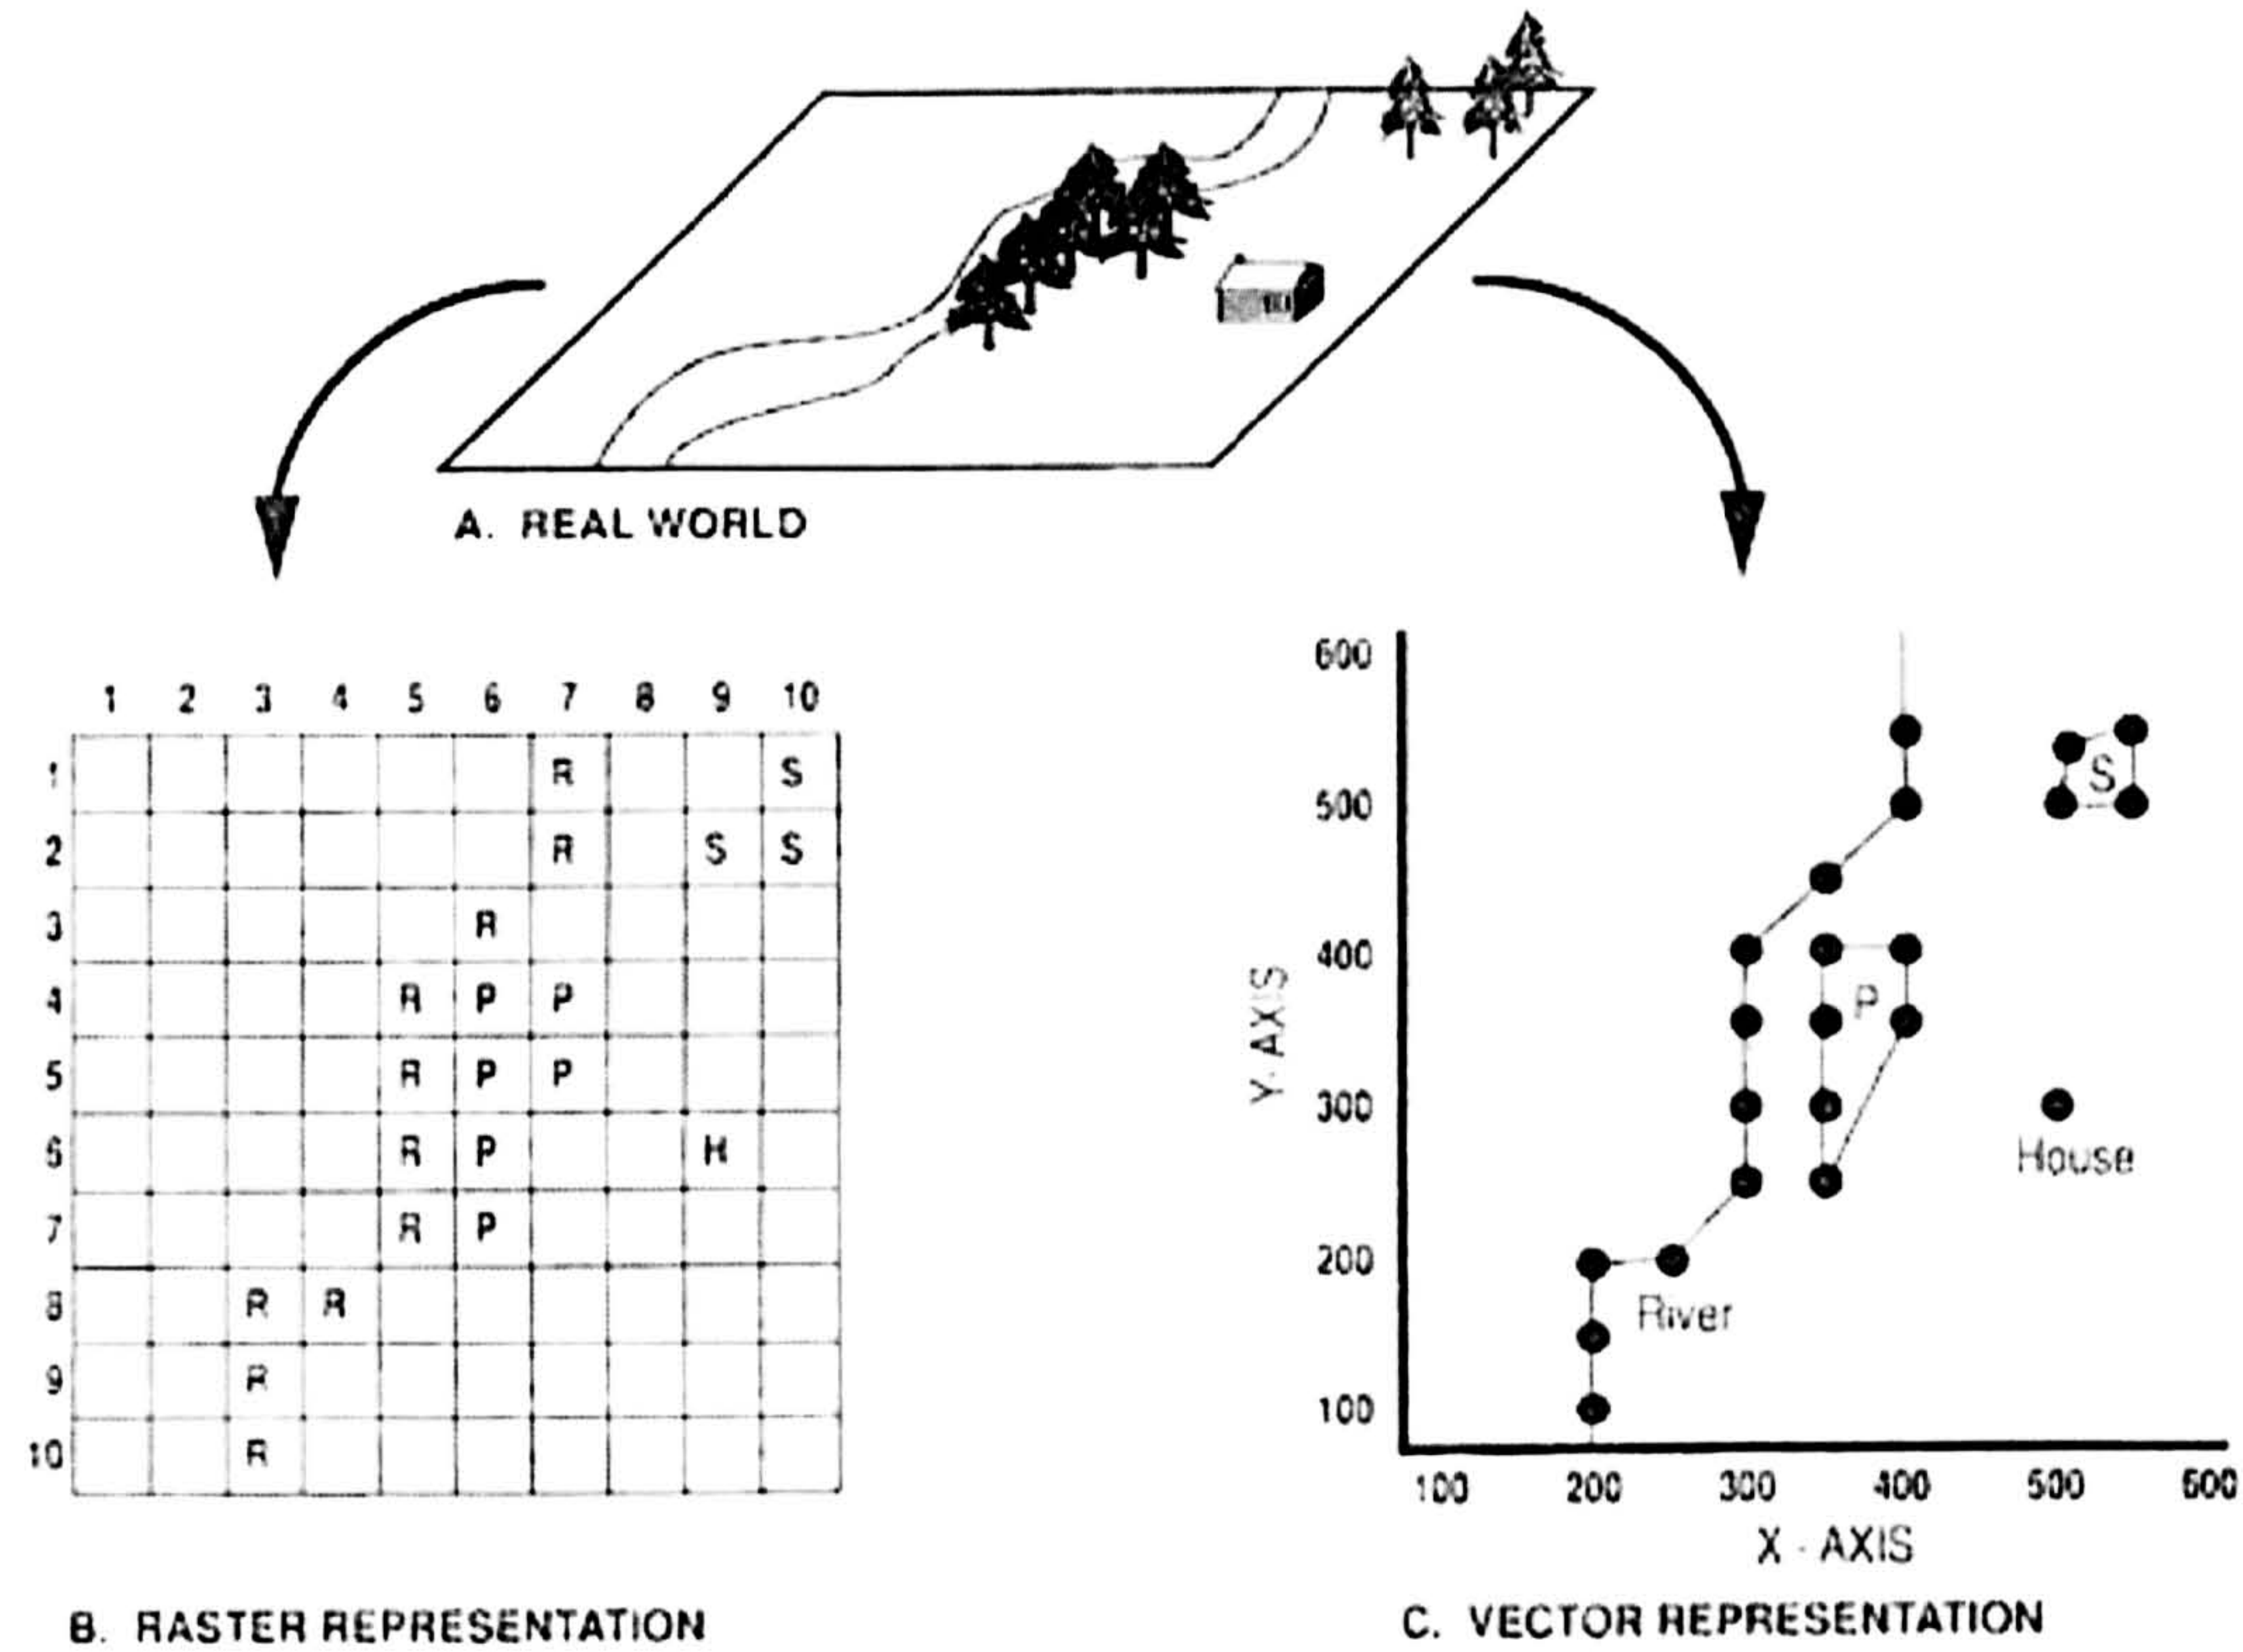 A. REAL WORLD
1 2 3 4 5 6 7 8 9 10
1 R S
2 R S S
3 R
4 R P P
5 R P P
6 R P H
7 R P
8 R R
9 R
10 R
B. RASTER REPRESENTATION
600
500
400
300
200
100
Y-AXIS
S
P
House
River
100 200 300 400 500 600
X - AXIS
C. VECTOR REPRESENTATION